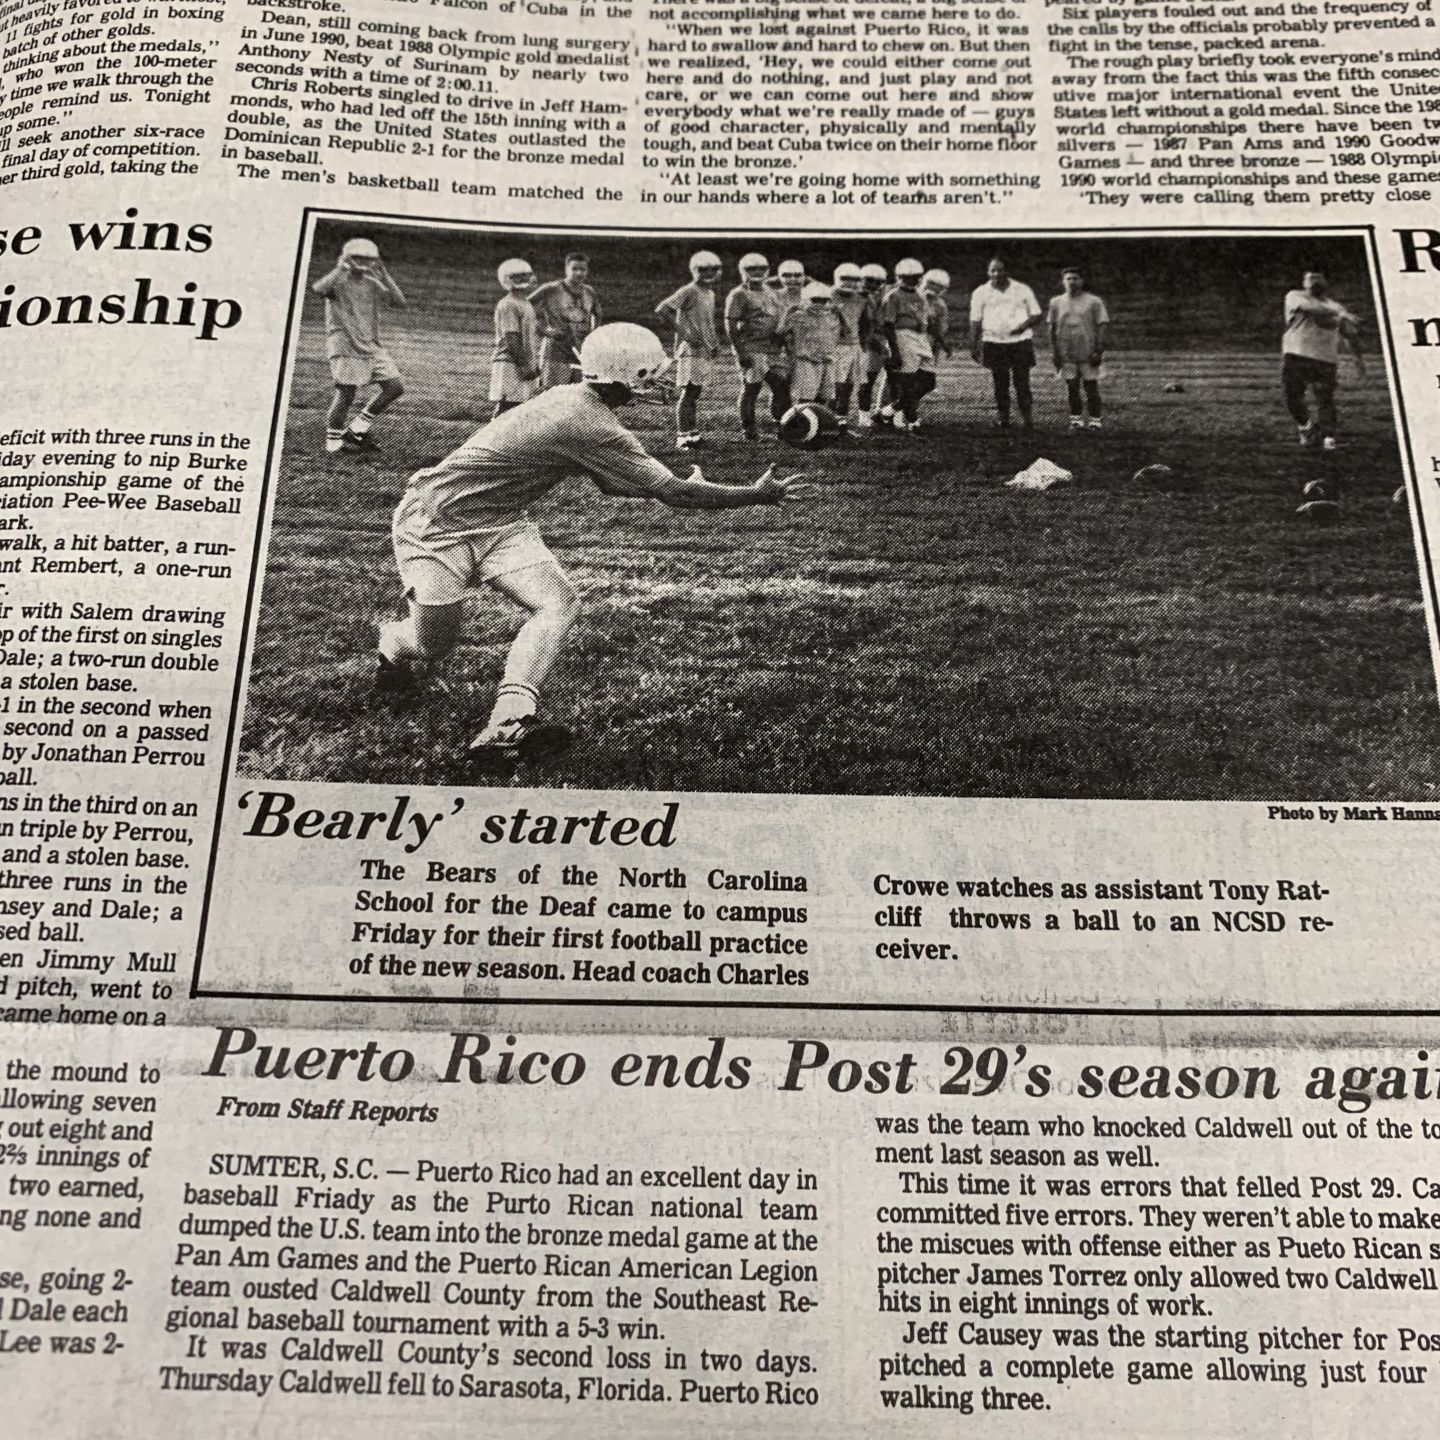 heavily favored
11 fights for gold in boxing
batch of other golds.
thinking about the medals,"
who won the 100-meter
time we walk through the
people remind us. Tonight
up some."
seek another six-race
final day of competition.
third gold, taking the
backstroke.
Falcon of Cuba in the
Dean, still coming back from lung surgery
in June 1990, beat 1988 Olympic gold medalist
Anthony Nesty of Surinam by nearly two
seconds with a time of 2:00.11.
Chris Roberts singled to drive in Jeff Ham-
monds, who had led off the 15th inning with a
double, as the United States outlasted the
Dominican Republic 2-1 for the bronze medal
in baseball.
The men's basketball team matched the
not accomplishing what we came here to do.
"When we lost against Puerto Rico, it was
hard to swallow and hard to chew on. But then
we realized, 'Hey, we could either come out
here and do nothing, and just play and not
care, or we can come out here and show
everybody what we're really made of — guys
of good character, physically and mentally
tough, and beat Cuba twice on their home floor
to win the bronze.'
"At least we're going home with something
in our hands where a lot of teams aren't."
Six players fouled out and the frequency of
the calls by the officials probably prevented a
fight in the tense, packed arena.
The rough play briefly took everyone's mind
away from the fact this was the fifth consec
utive major international event the United
States left without a gold medal. Since the 198
world championships there have been tw
silvers — 1987 Pan Ams and 1990 Goodw
Games — and three bronze — 1988 Olympi
1990 world championships and these games
'They were calling them pretty close
se wins
ionship
eficit with three runs in the
iday evening to nip Burke
ampionship game of the
iation Pee-Wee Baseball
ark.
walk, a hit batter, a run-
ant Rembert, a one-run
r.
ir with Salem drawing
op of the first on singles
Dale; a two-run double
a stolen base.
-1 in the second when
second on a passed
by Jonathan Perrou
ball.
ns in the third on an
n triple by Perrou,
and a stolen base.
three runs in the
nsey and Dale; a
sed ball.
en Jimmy Mull
d pitch, went to
came home on a
the mound to
llowing seven
out eight and
2⅔ innings of
two earned,
ng none and
se, going 2-
Dale each
Lee was 2-
R
Photo by Mark Hanna
'Bearly' started
The Bears of the North Carolina
School for the Deaf came to campus
Friday for their first football practice
of the new season. Head coach Charles
Crowe watches as assistant Tony Rat-
cliff throws a ball to an NCSD re-
ceiver.
Puerto Rico ends Post 29's season agai
From Staff Reports
SUMTER, S.C. — Puerto Rico had an excellent day in
baseball Friady as the Purto Rican national team
dumped the U.S. team into the bronze medal game at the
Pan Am Games and the Puerto Rican American Legion
team ousted Caldwell County from the Southeast Re-
gional baseball tournament with a 5-3 win.
It was Caldwell County's second loss in two days.
Thursday Caldwell fell to Sarasota, Florida. Puerto Rico
was the team who knocked Caldwell out of the to
ment last season as well.
This time it was errors that felled Post 29. Ca
committed five errors. They weren't able to make
the miscues with offense either as Pueto Rican s
pitcher James Torrez only allowed two Caldwell
hits in eight innings of work.
Jeff Causey was the starting pitcher for Pos
pitched a complete game allowing just four
walking three.